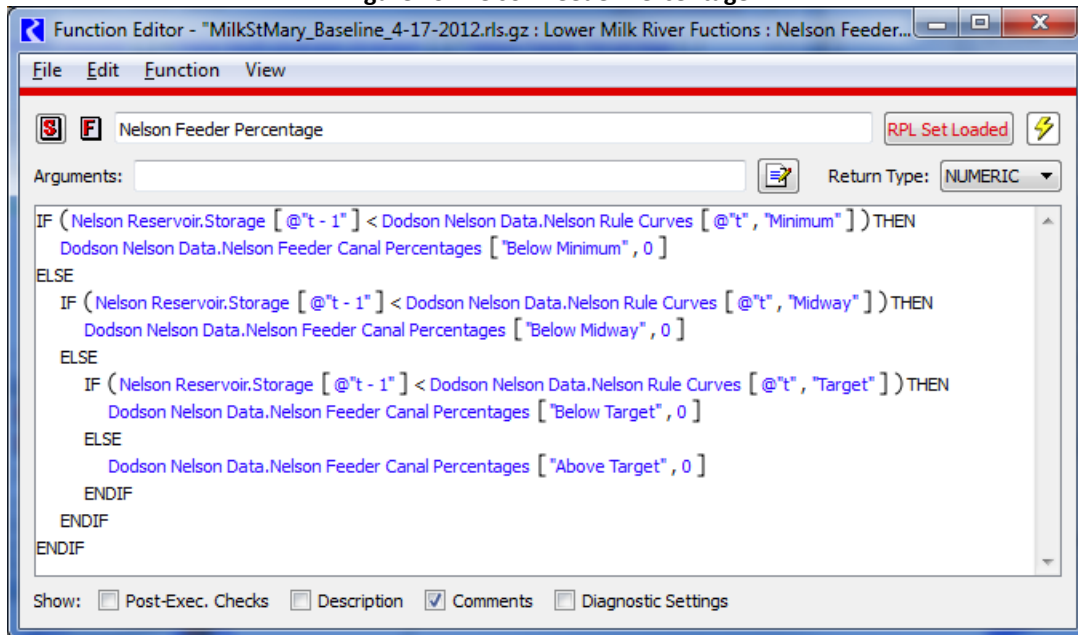 Function Editor - "MilkStMary_Baseline_4-17-2012.rls.gz : Lower Milk River Fuctions : Nelson Feeder...
File Edit Function View
S F Nelson Feeder Percentage RPL Set Loaded
Arguments: Return Type: NUMERIC
IF ( Nelson Reservoir.Storage [ @"t - 1" ] < Dodson Nelson Data.Nelson Rule Curves [ @"t" , "Minimum" ] ) THEN
Dodson Nelson Data.Nelson Feeder Canal Percentages [ "Below Minimum" , 0 ]
ELSE
IF ( Nelson Reservoir.Storage [ @"t - 1" ] < Dodson Nelson Data.Nelson Rule Curves [ @"t" , "Midway" ] ) THEN
Dodson Nelson Data.Nelson Feeder Canal Percentages [ "Below Midway" , 0 ]
ELSE
IF ( Nelson Reservoir.Storage [ @"t - 1" ] < Dodson Nelson Data.Nelson Rule Curves [ @"t" , "Target" ] ) THEN
Dodson Nelson Data.Nelson Feeder Canal Percentages [ "Below Target" , 0 ]
ELSE
Dodson Nelson Data.Nelson Feeder Canal Percentages [ "Above Target" , 0 ]
ENDIF
ENDIF
ENDIF
Show: Post-Exec. Checks Description Comments Diagnostic Settings